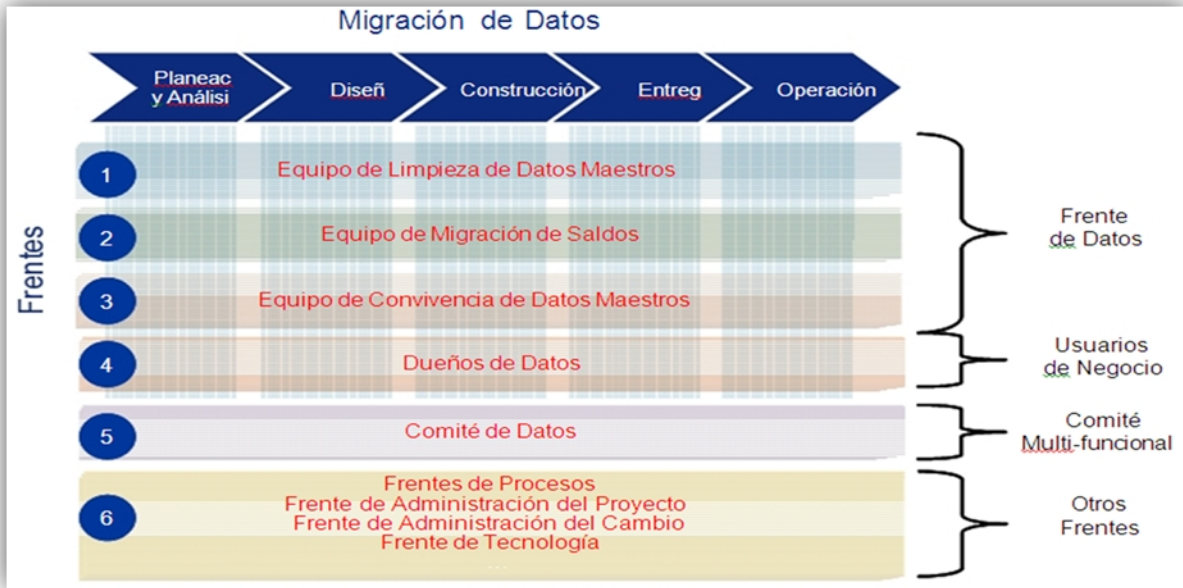 Migración de Datos
Planeac
y Análisi
Diseñ
Construcción
Entreg
Operación
Frentes
1
Equipo de Limpieza de Datos Maestros
2
Equipo de Migración de Saldos
3
Equipo de Convivencia de Datos Maestros
Frente
de Datos
4
Dueños de Datos
Usuarios
de Negocio
5
Comité de Datos
Comité
Multi-funcional
6
Frentes de Procesos
Frente de Administración del Proyecto
Frente de Administración del Cambio
Frente de Tecnología
...
Otros
Frentes